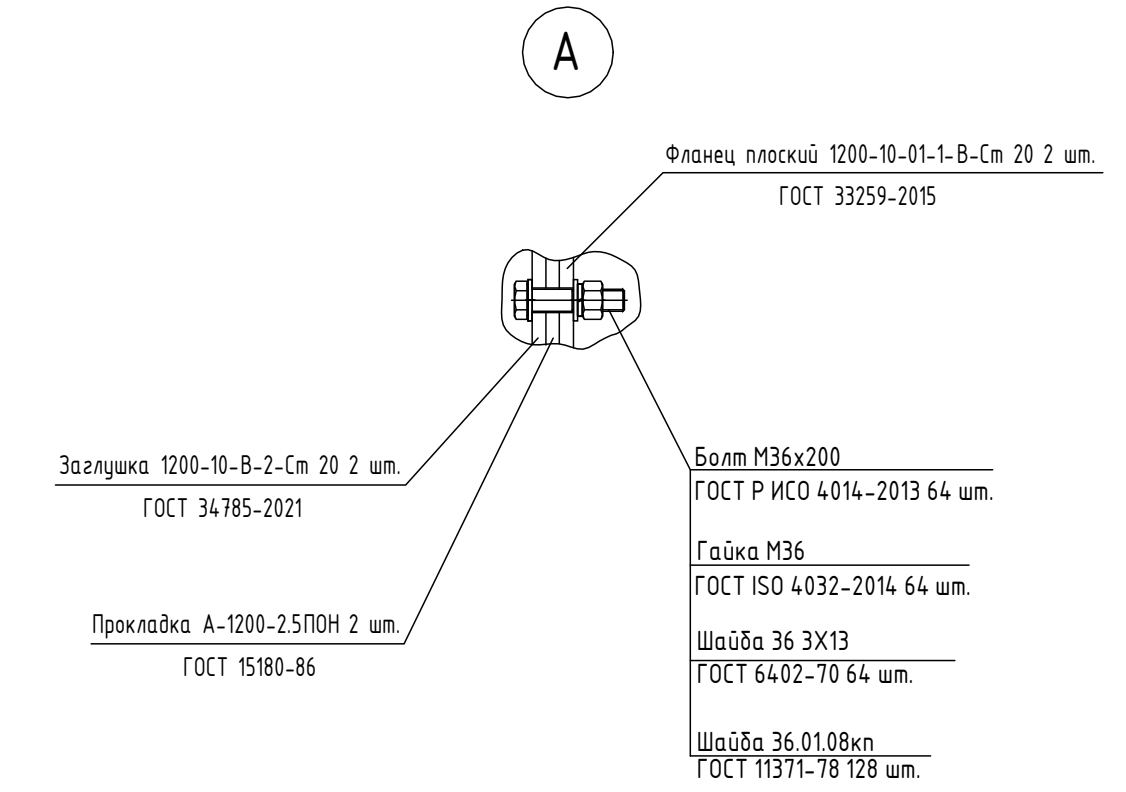 А
Фланец плоский 1200-10-01-1-В-Ст 20 2 шт.
ГОСТ 33259-2015
Заглушка 1200-10-В-2-Ст 20 2 шт.
ГОСТ 34785-2021
Прокладка А-1200-2.5ПОН 2 шт.
ГОСТ 15180-86
Болт М36х200
ГОСТ Р ИСО 4014-2013 64 шт.
Гайка М36
ГОСТ ISO 4032-2014 64 шт.
Шайба 36 3Х13
ГОСТ 6402-70 64 шт.
Шайба 36.01.08кп
ГОСТ 11371-78 128 шт.